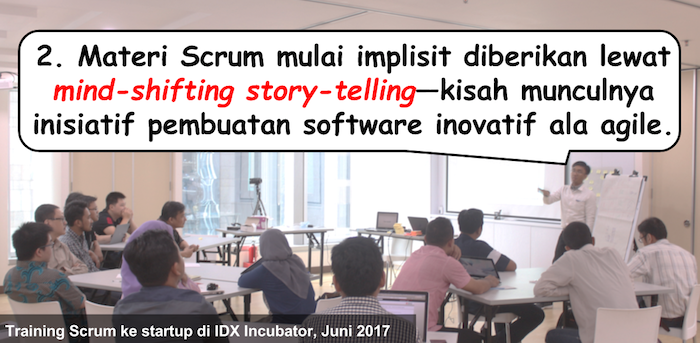 2. Materi Scrum mulai implisit diberikan lewat
mind-shifting story-telling—kisah munculnya
inisiatif pembuatan software inovatif ala agile.
Training Scrum ke startup di IDX Incubator, Juni 2017